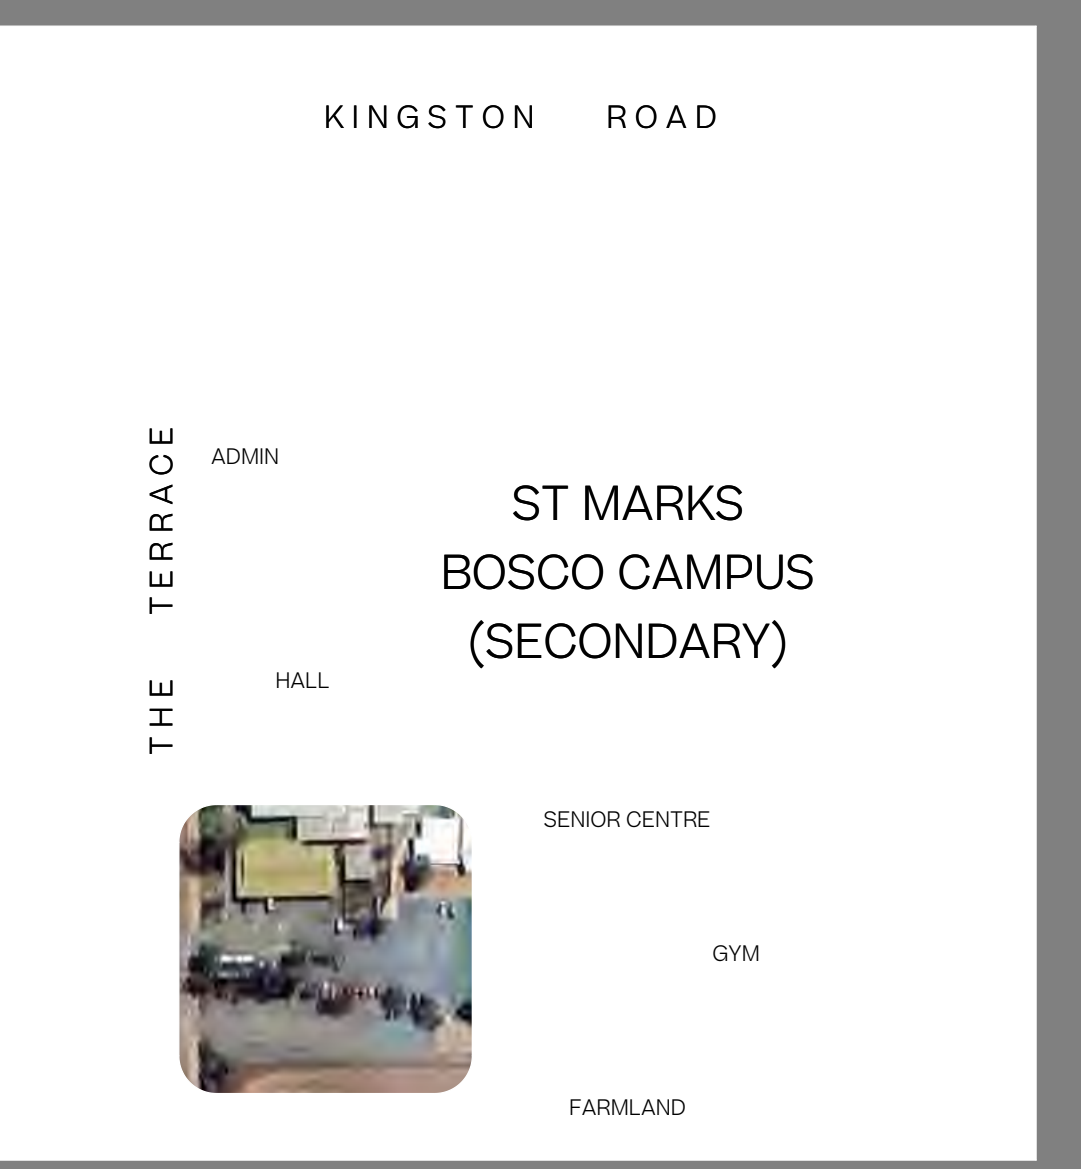 KINGSTON ROAD
THE TERRACE
ADMIN
ST MARKS
BOSCO CAMPUS
(SECONDARY)
HALL
SENIOR CENTRE
GYM
FARMLAND